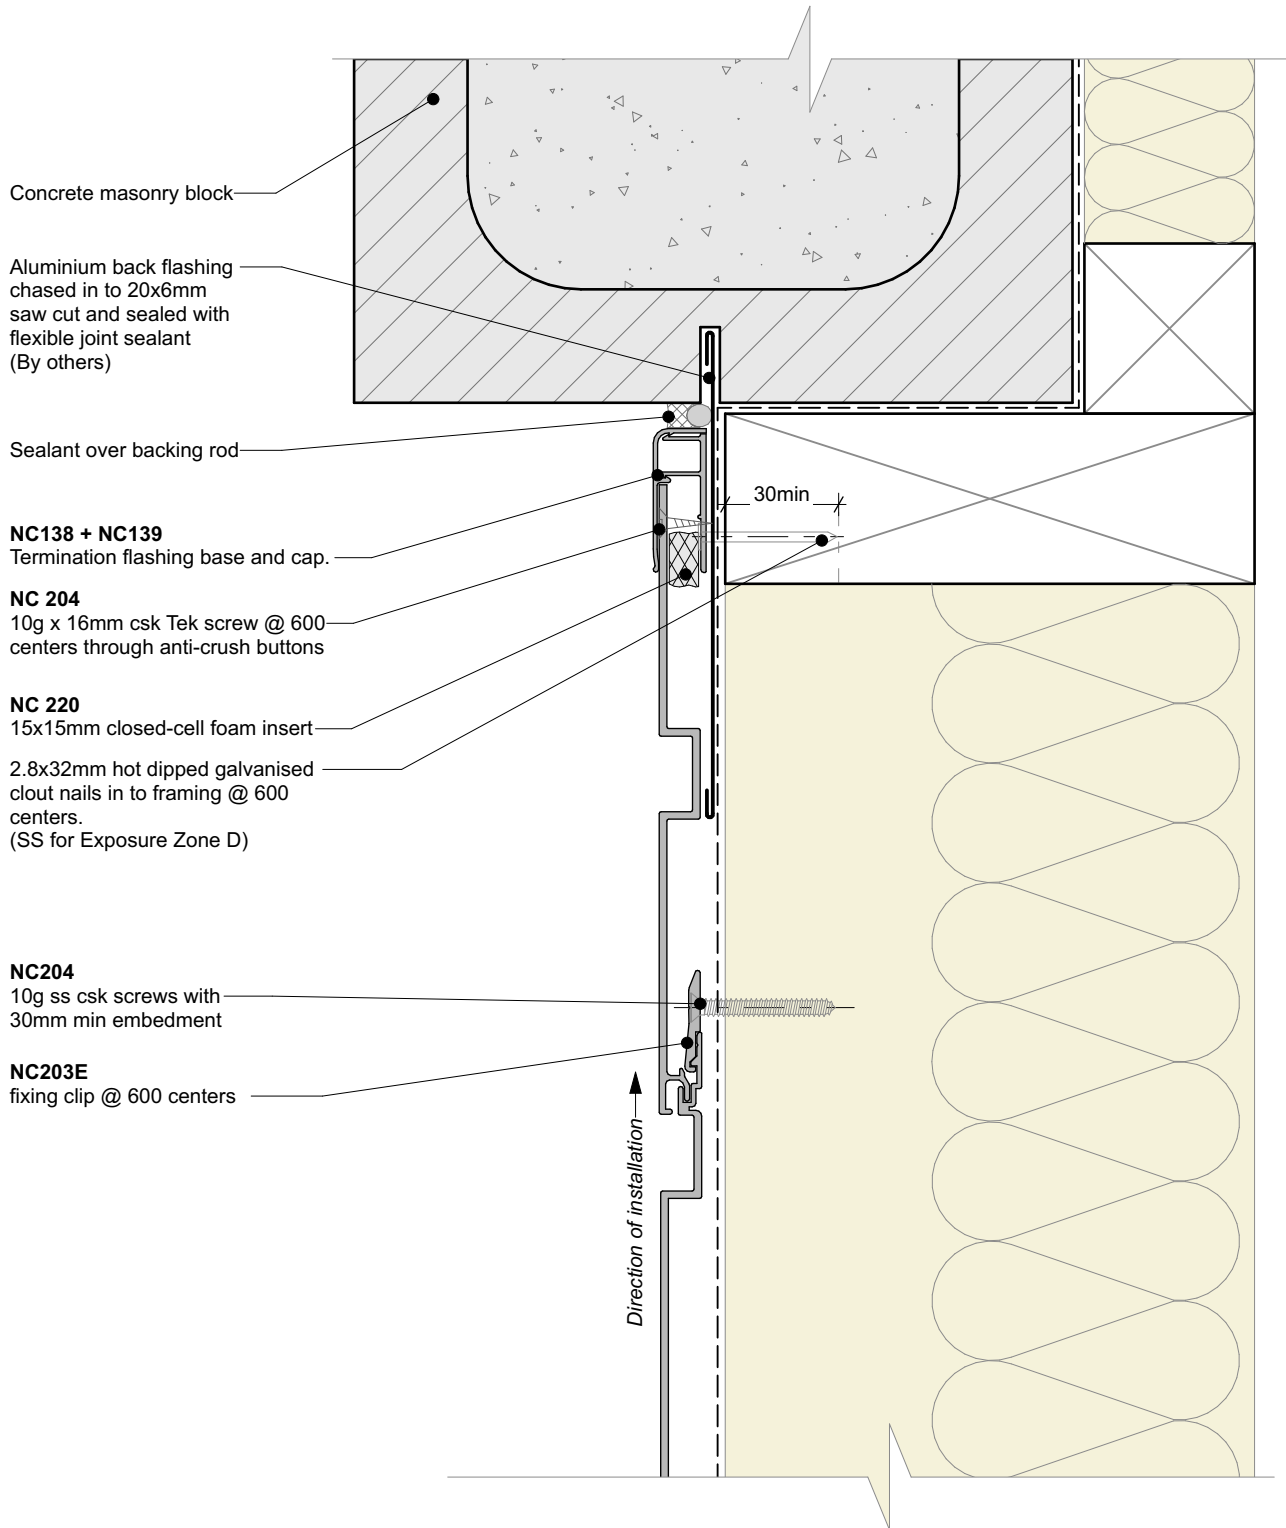 Concrete masonry block
Aluminium back flashing
chased in to 20x6mm
saw cut and sealed with
flexible joint sealant
(By others)
Sealant over backing rod
30min
NC138 + NC139
Termination flashing base and cap.
NC 204
10g x 16mm csk Tek screw @ 600
centers through anti-crush buttons
NC 220
15x15mm closed-cell foam insert
2.8x32mm hot dipped galvanised
clout nails in to framing @ 600
centers.
(SS for Exposure Zone D)
NC204
10g ss csk screws with
30mm min embedment
NC203E
fixing clip @ 600 centers
Direction of installation